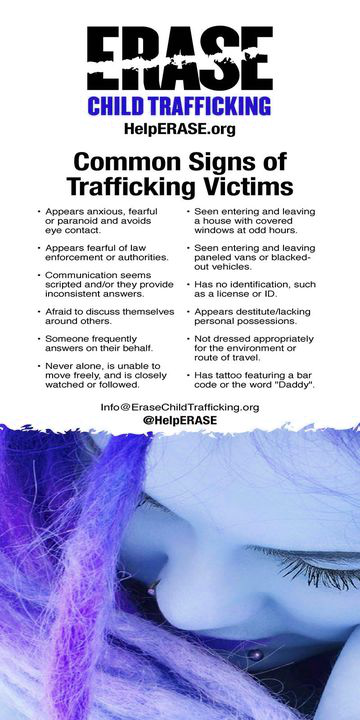 ERASE
CHILD TRAFFICKING
HelpERASE.org
Common Signs of
Trafficking Victims
• Appears anxious, fearful
or paranoid and avoids
eye contact.
• Appears fearful of law
enforcement or authorities.
• Communication seems
scripted and/or they provide
inconsistent answers.
• Afraid to discuss themselves
around others.
• Someone frequently
answers on their behalf.
• Never alone, is unable to
move freely, and is closely
watched or followed.
• Seen entering and leaving
a house with covered
windows at odd hours.
• Seen entering and leaving
paneled vans or blacked-
out vehicles.
• Has no identification, such
as a license or ID.
• Appears destitute/lacking
personal possessions.
• Not dressed appropriately
for the environment or
route of travel.
• Has tattoo featuring a bar
code or the word "Daddy".
Info@EraseChildTrafficking.org
@HelpERASE